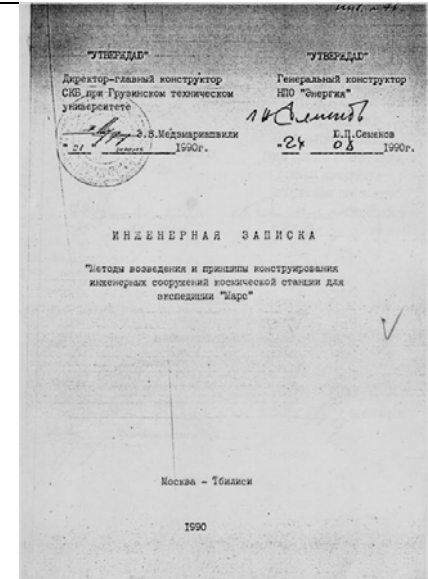 "УТВЕРЖДАЮ"
Директор-главный конструктор
СКБ при Грузинском техническом
университете
Э.В.Медзмариашвили
" 21 " 1990г.
"УТВЕРЖДАЮ"
Генеральный конструктор
НПО "Энергия"
Ю.П.Семенов
"24 08 1990г.
ИНЖЕНЕРНАЯ ЗАПИСКА
"Методы возведения и принципы конструирования
инженерных сооружений космической станции для
экспедиции "Марс"
Москва - Тбилиси
1990